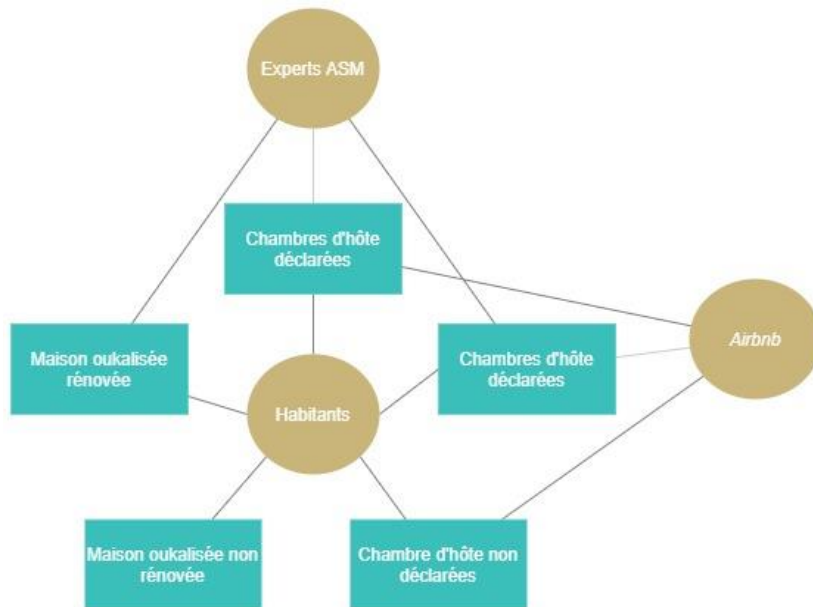 Experts ASM
Chambres d'hôte
déclarées
Maison oukalisée
rénovée
Chambres d'hôte
déclarées
Airbnb
Habitants
Maison oukalisée non
rénovée
Chambre d'hôte non
déclarées